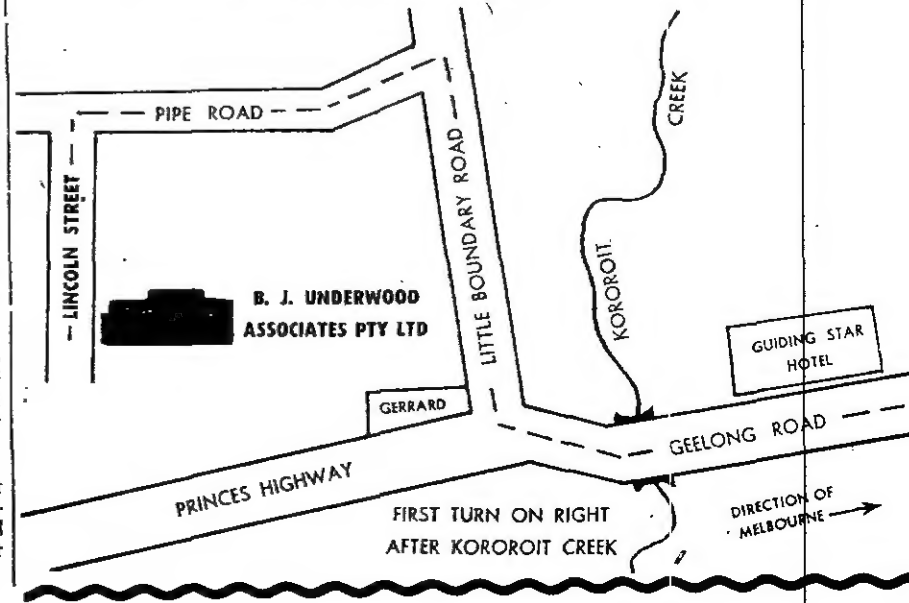 CREEK
PIPE ROAD
LINCOLN STREET
LITTLE BOUNDARY ROAD
KOROROIT
B. J. UNDERWOOD
ASSOCIATES PTY LTD
GUIDING STAR
HOTEL
GERRARD
GEELONG ROAD
PRINCES HIGHWAY
FIRST TURN ON RIGHT
AFTER KOROROIT CREEK
DIRECTION OF
MELBOURNE